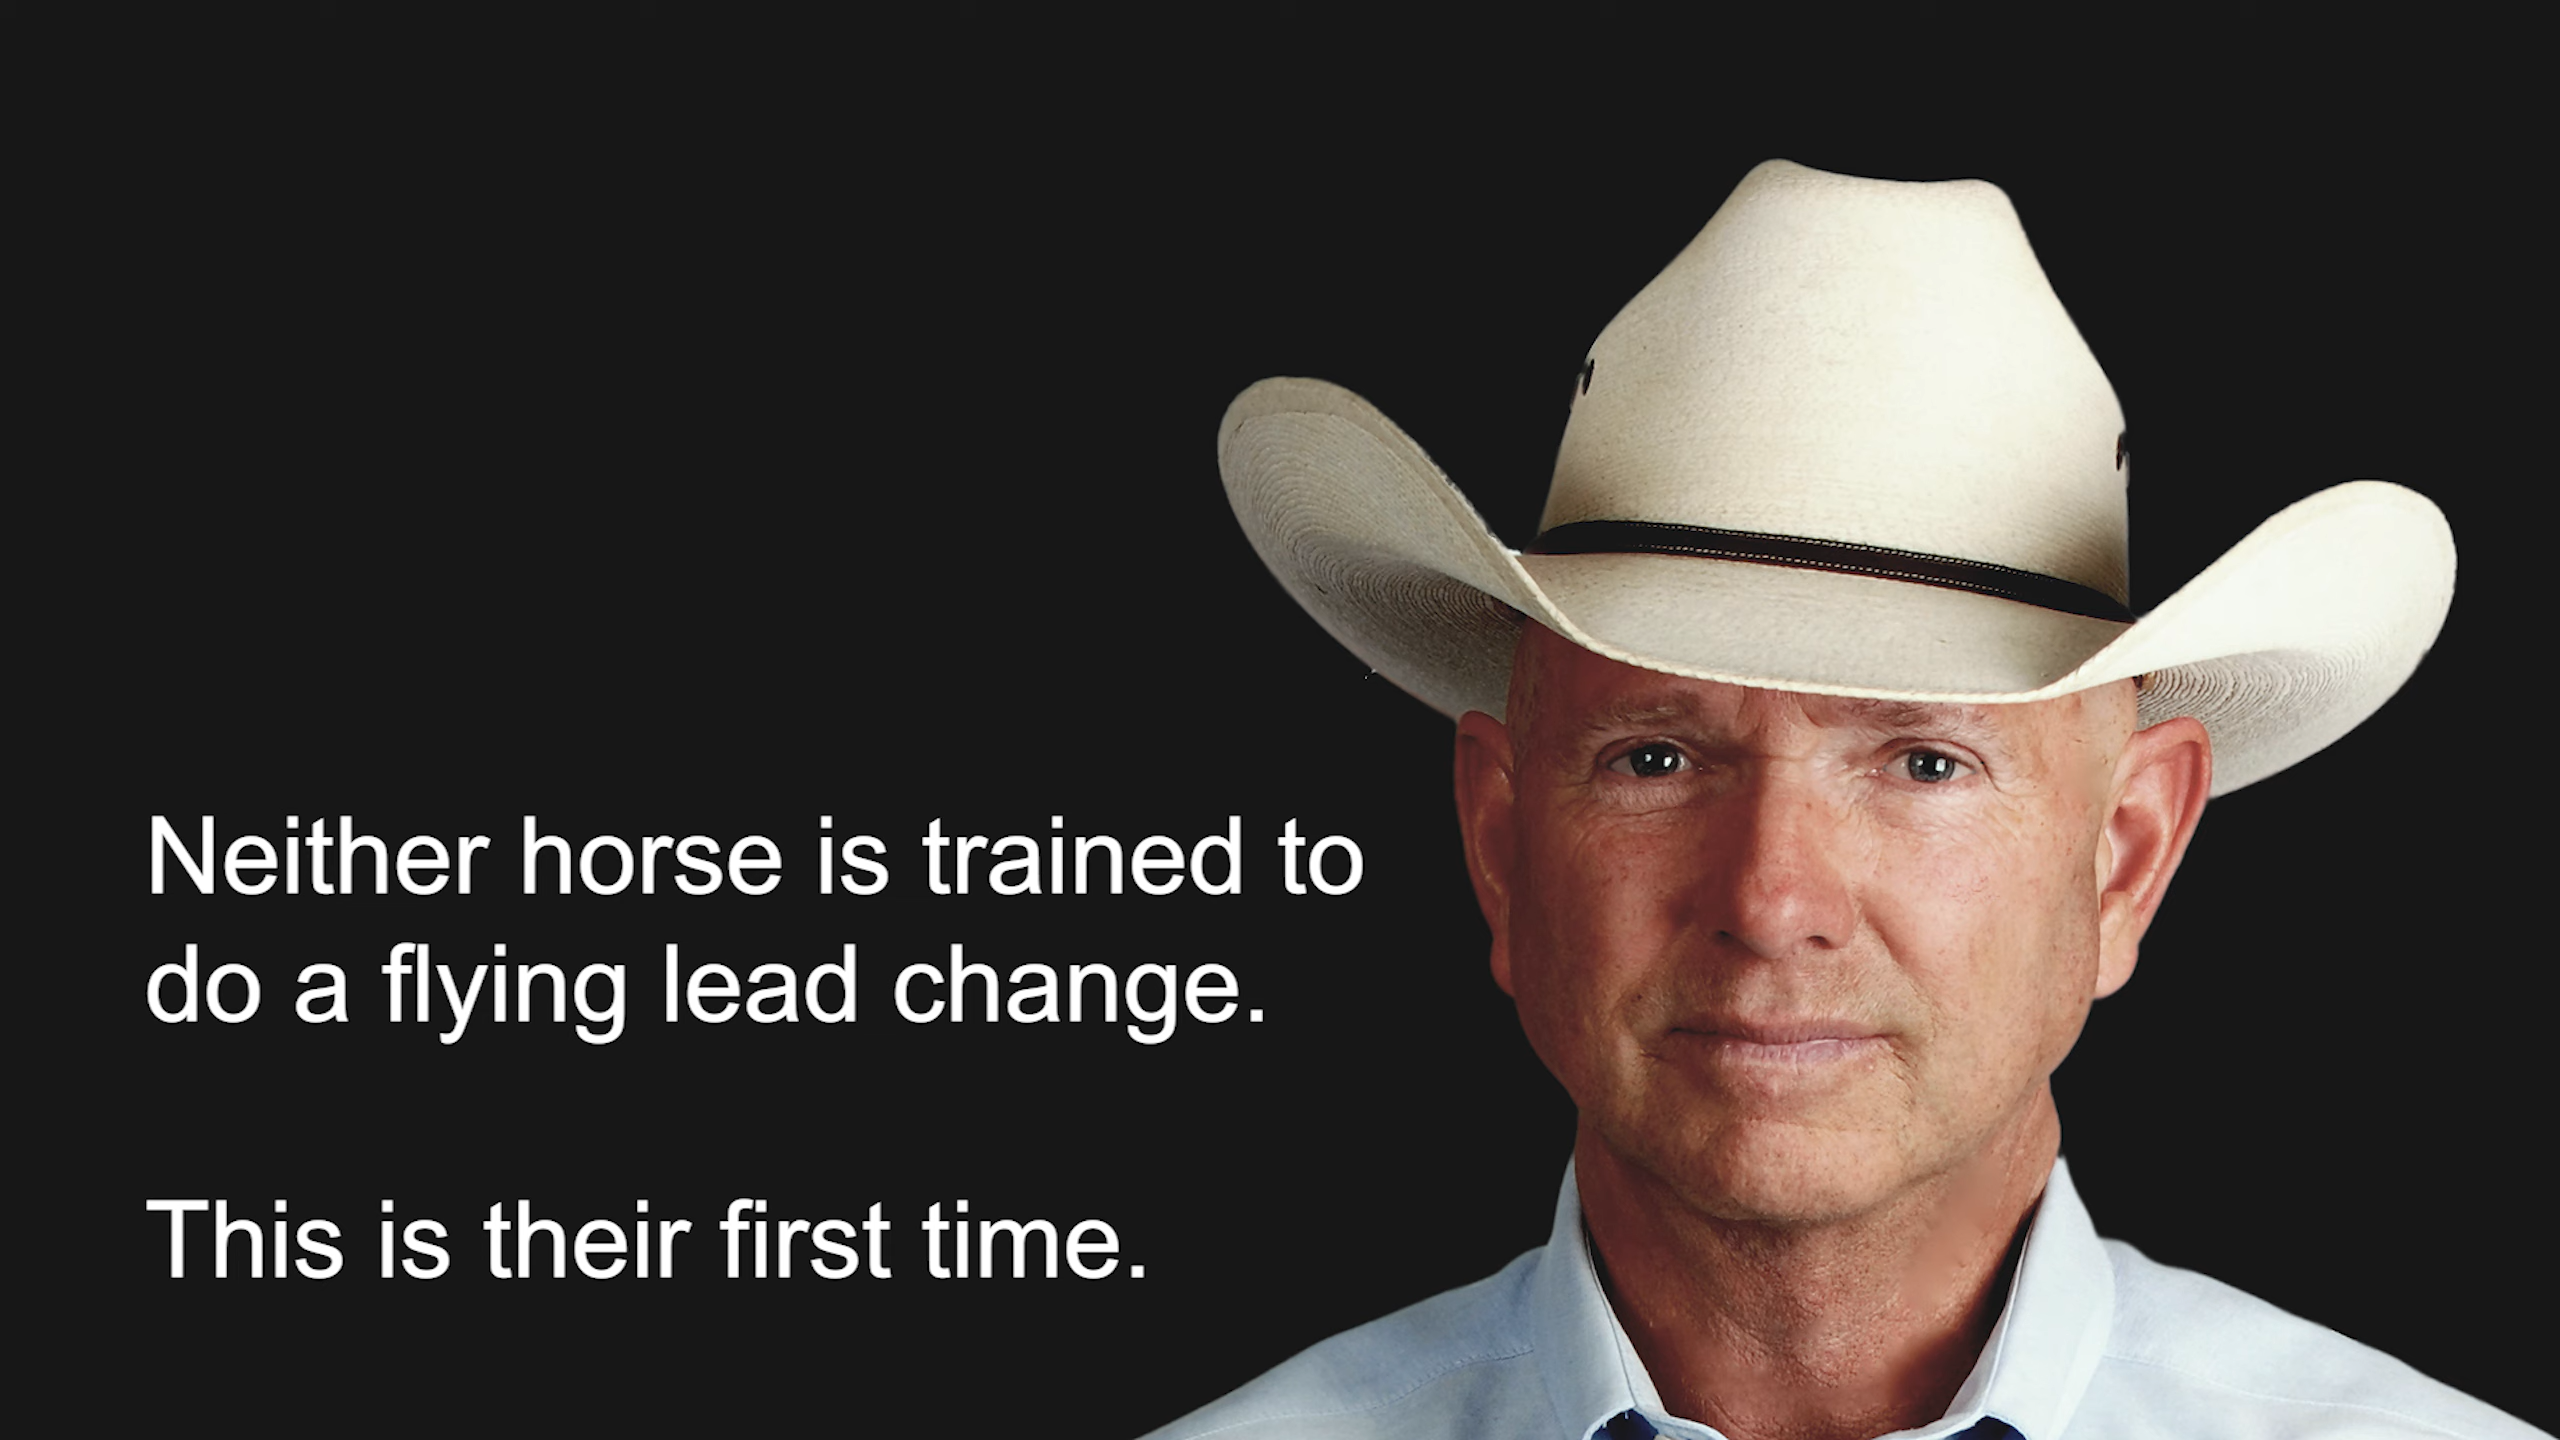 Neither horse is trained to
do a flying lead change.
This is their first time.